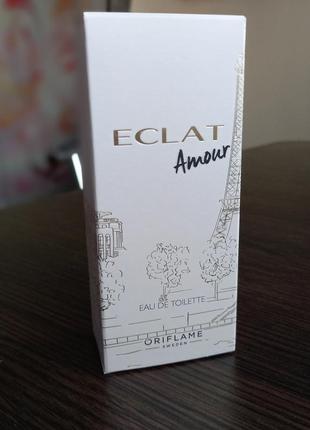 ECLAT
Amour
EAU DE TOILETTE
ORIFLAME
SWEDEN